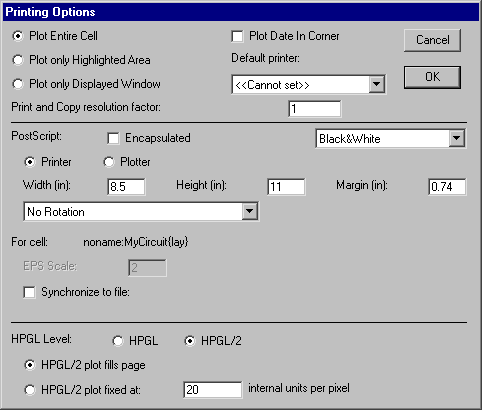 Printing Options
Plot Entire Cell
Plot Date In Corner
Cancel
Plot only Highlighted Area
Default printer:
Plot only Displayed Window
<<Cannot set>>
OK
Print and Copy resolution factor:
1
PostScript:
Encapsulated
Black&White
Printer
Plotter
Width (in):
8.5
Height (in):
11
Margin (in):
0.74
No Rotation
For cell:
noname:MyCircuit{lay}
EPS Scale:
2
Synchronize to file:
HPGL Level:
HPGL
HPGL/2
HPGL/2 plot fills page
HPGL/2 plot fixed at:
20
internal units per pixel